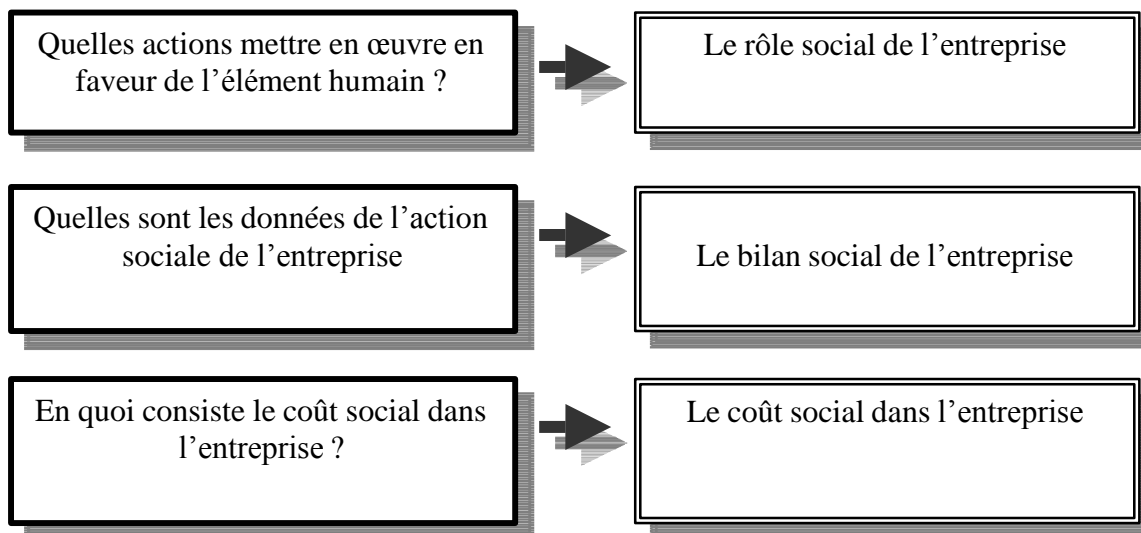 Quelles actions mettre en œuvre en
faveur de l’élément humain ?
Le rôle social de l’entreprise
Quelles sont les données de l’action
sociale de l’entreprise
Le bilan social de l’entreprise
En quoi consiste le coût social dans
l’entreprise ?
Le coût social dans l’entreprise